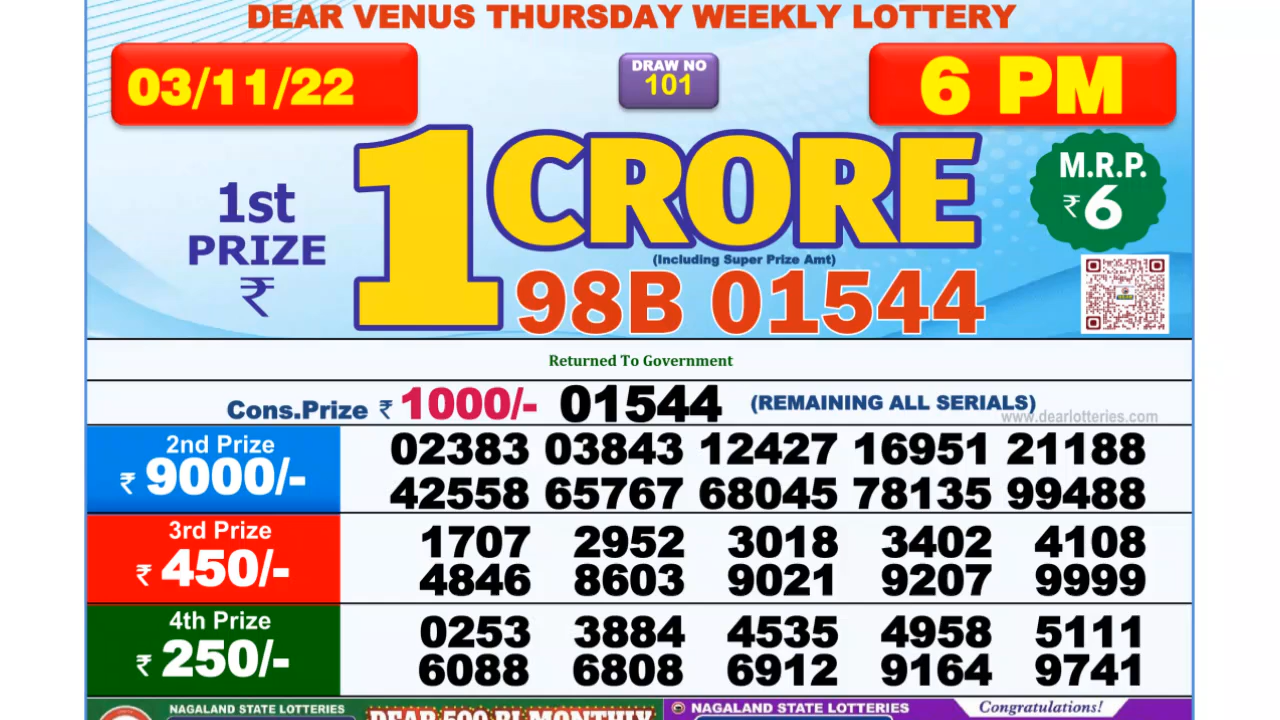 DEAR VENUS THURSDAY WEEKLY LOTTERY
03/11/22
DRAW NO
101
6 PM
1st
PRIZE
₹
1 CRORE
(Including Super Prize Amt)
98B 01544
M.R.P.
₹6
Returned To Government
Cons.Prize ₹ 1000/- 01544 (REMAINING ALL SERIALS)
www.dearlotteries.com
2nd Prize
₹ 9000/-
02383 03843 12427 16951 21188
42558 65767 68045 78135 99488
3rd Prize
₹ 450/-
1707 2952 3018 3402 4108
4846 8603 9021 9207 9999
4th Prize
₹ 250/-
0253 3884 4535 4958 5111
6088 6808 6912 9164 9741
NAGALAND STATE LOTTERIES
DEAR 500 BI-MONTHLY
NAGALAND STATE LOTTERIES
Congratulations!